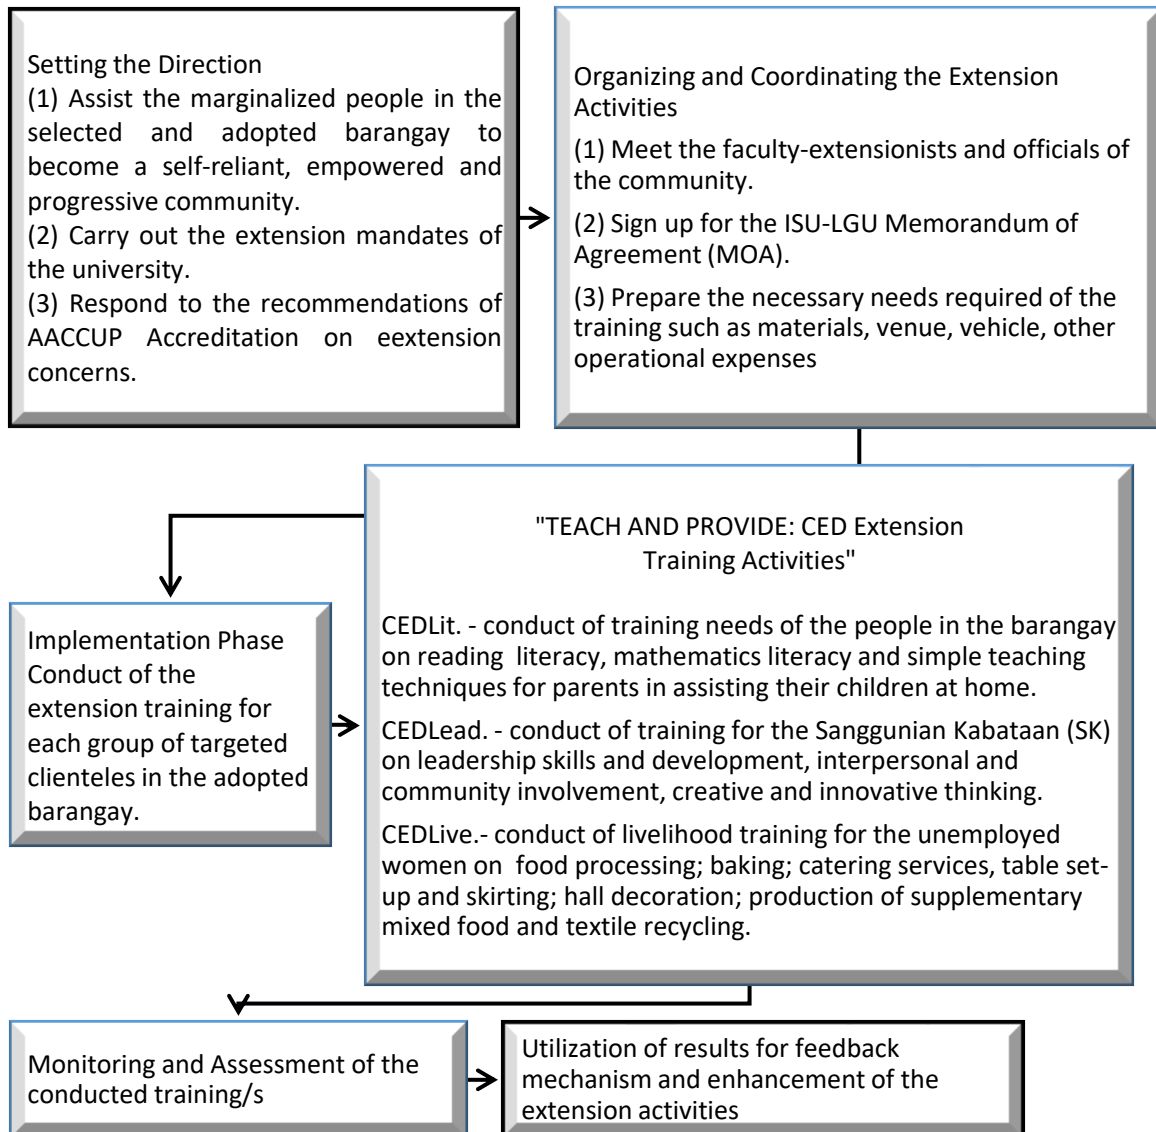 Setting the Direction
(1) Assist the marginalized people in the
selected and adopted barangay to
become a self-reliant, empowered and
progressive community.
(2) Carry out the extension mandates of
the university.
(3) Respond to the recommendations of
AACCUP Accreditation on eextension
concerns.
Organizing and Coordinating the Extension
Activities
(1) Meet the faculty-extensionists and officials of
the community.
(2) Sign up for the ISU-LGU Memorandum of
Agreement (MOA).
(3) Prepare the necessary needs required of the
training such as materials, venue, vehicle, other
operational expenses
"TEACH AND PROVIDE: CED Extension
Training Activities"
CEDLit. - conduct of training needs of the people in the barangay
on reading literacy, mathematics literacy and simple teaching
techniques for parents in assisting their children at home.
CEDLead. - conduct of training for the Sanggunian Kabataan (SK)
on leadership skills and development, interpersonal and
community involvement, creative and innovative thinking.
CEDLive.- conduct of livelihood training for the unemployed
women on food processing; baking; catering services, table set-
up and skirting; hall decoration; production of supplementary
mixed food and textile recycling.
Implementation Phase
Conduct of the
extension training for
each group of targeted
clienteles in the adopted
barangay.
Monitoring and Assessment of the
conducted training/s
Utilization of results for feedback
mechanism and enhancement of the
extension activities